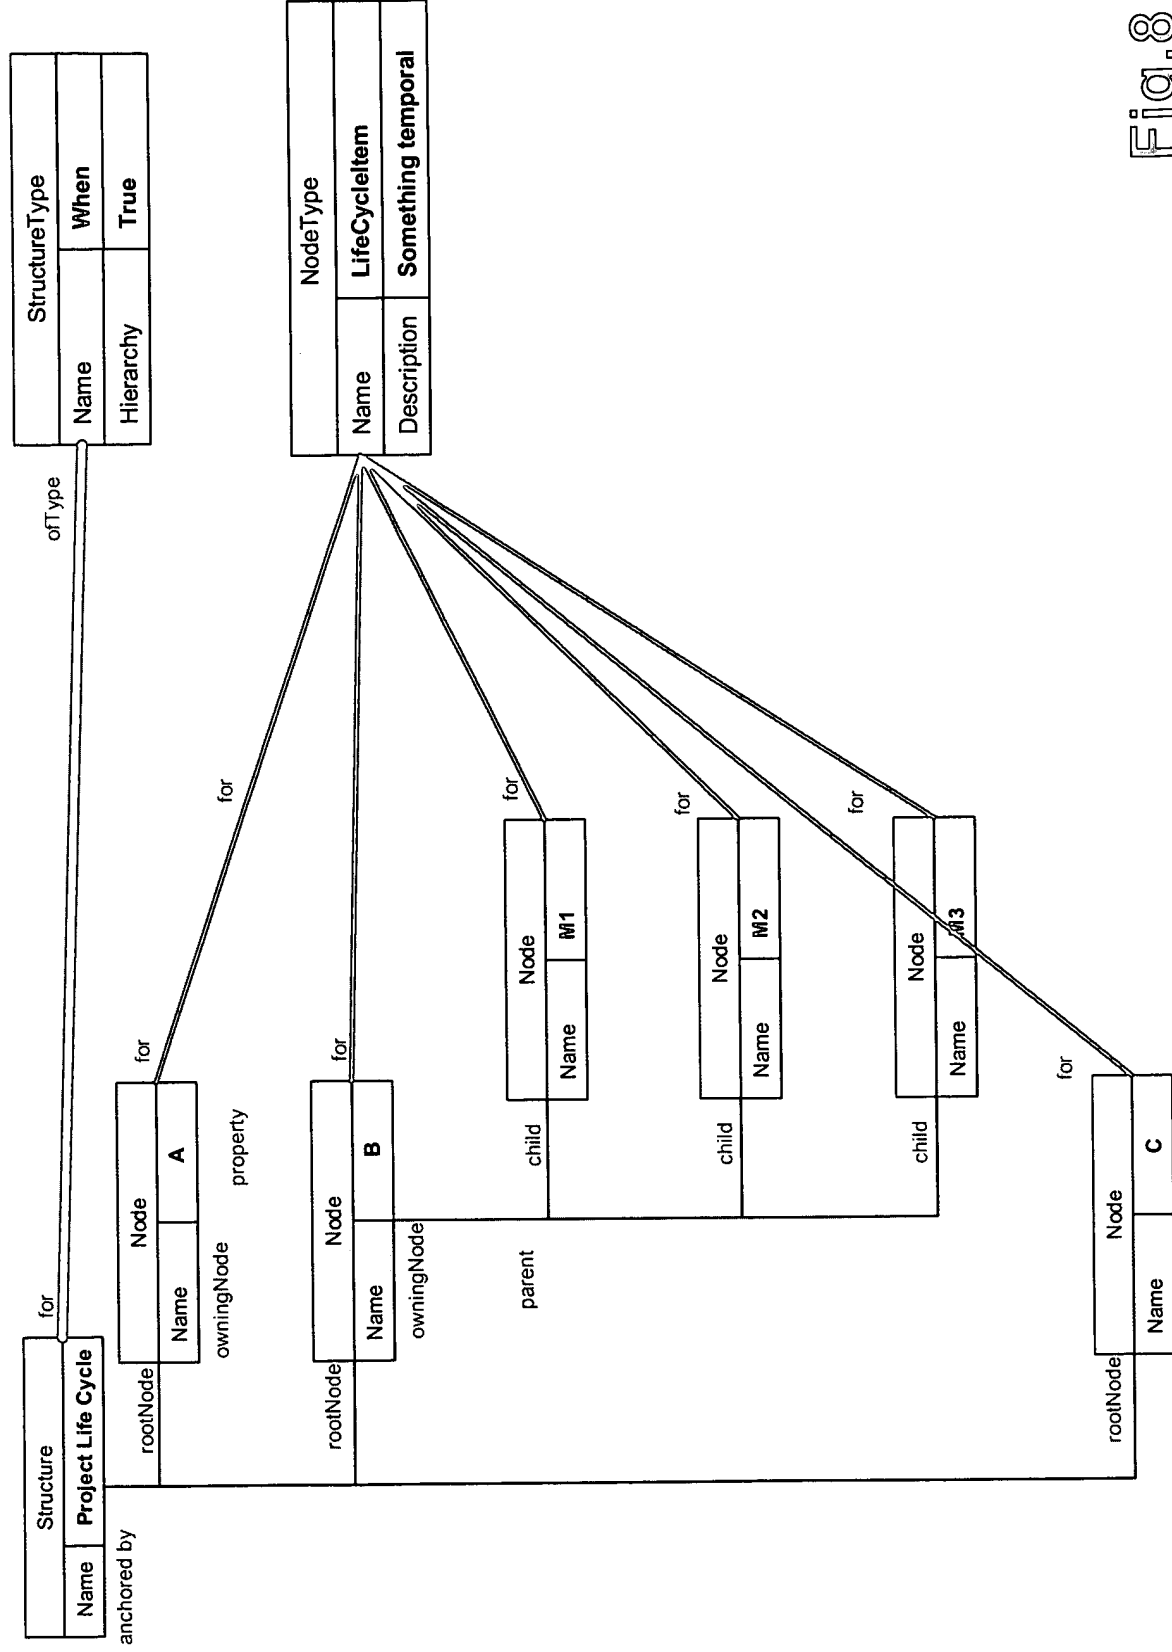 Structure
Name Project Life Cycle
for
ofType
StructureType
Name When
Hierarchy True
anchored by
rootNode
Node
Name A
for
for
owningNode
property
NodeType
Name LifeCycleItem
Description Something temporal
rootNode
Node
Name B
for
owningNode
parent
child
Node
Name M1
for
child
Node
Name M2
for
child
Node
Name M3
for
rootNode
Node
Name C
for
Fig.8